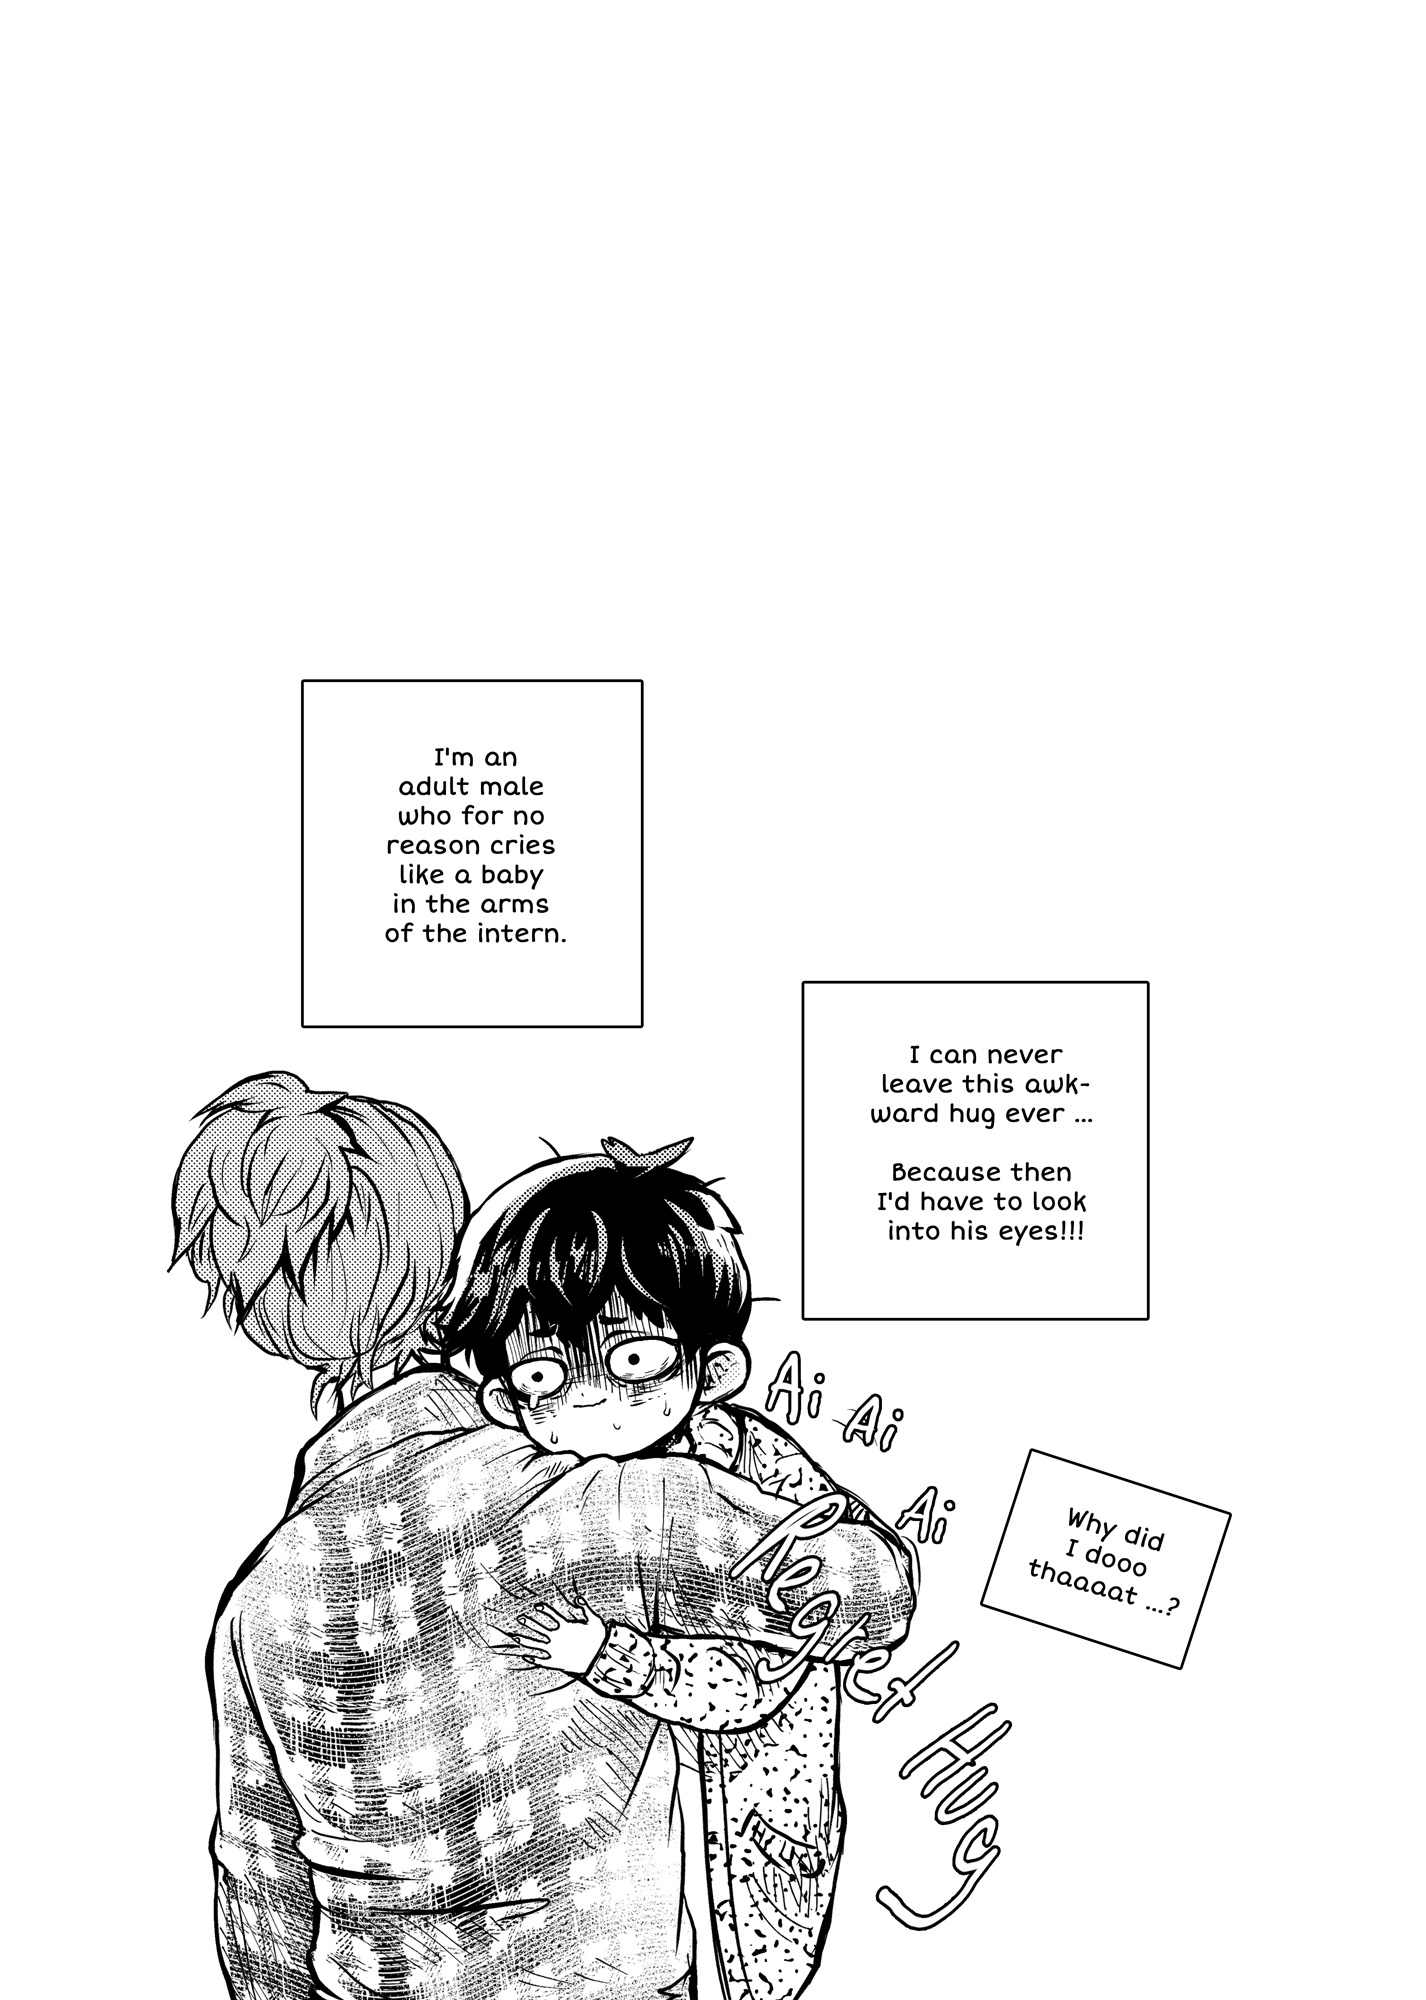 I'm an
adult male
who for no
reason cries
like a baby
in the arms
of the intern.
I can never
leave this awk-
ward hug ever ...
Because then
I'd have to look
into his eyes!!!
Ai Ai
Ai
Why did
I dooo
thaaaat ...?
Regret Hug